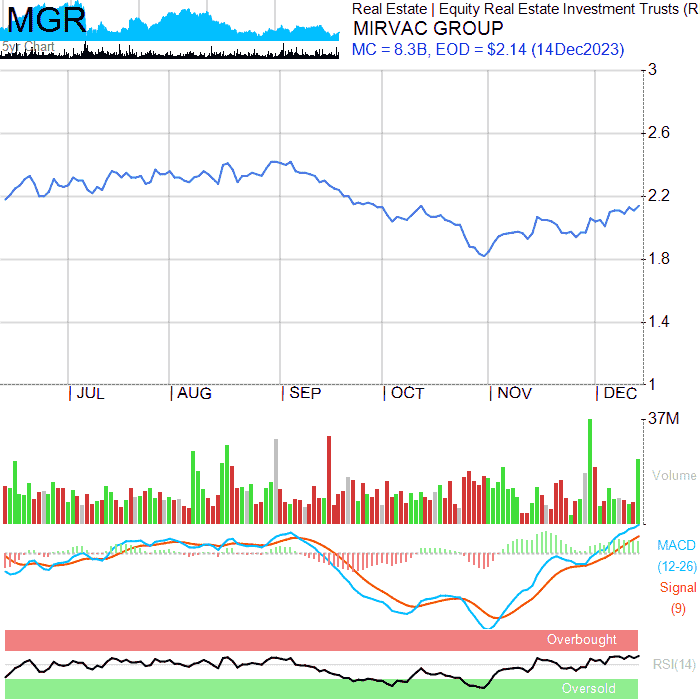 MGR
5yr Chart
Real Estate | Equity Real Estate Investment Trusts (R
MIRVAC GROUP
MC = 8.3B, EOD = $2.14 (14Dec2023)
3
2.6
2.2
1.8
1.4
1
JUL
AUG
SEP
OCT
NOV
DEC
37M
Volume
MACD
(12-26)
Signal
(9)
Overbought
RSI(14)
Oversold